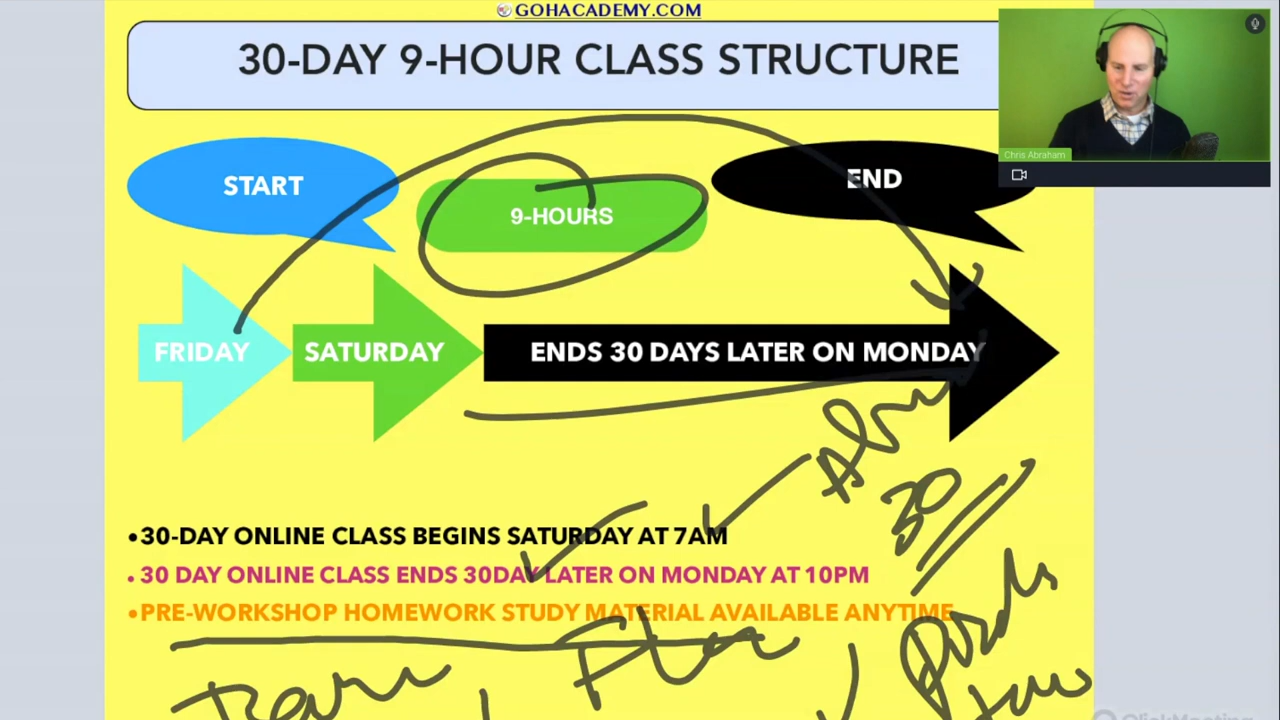 GOHACADEMY.COM
30-DAY 9-HOUR CLASS STRUCTURE
Chris Abraham
START
9-HOURS
END
FRIDAY
SATURDAY
ENDS 30 DAYS LATER ON MONDAY
30
•30-DAY ONLINE CLASS BEGINS SATURDAY AT 7AM
• 30 DAY ONLINE CLASS ENDS 30DAY LATER ON MONDAY AT 10PM
•PRE-WORKSHOP HOMEWORK STUDY MATERIAL AVAILABLE ANYTIME
ClickMeeting